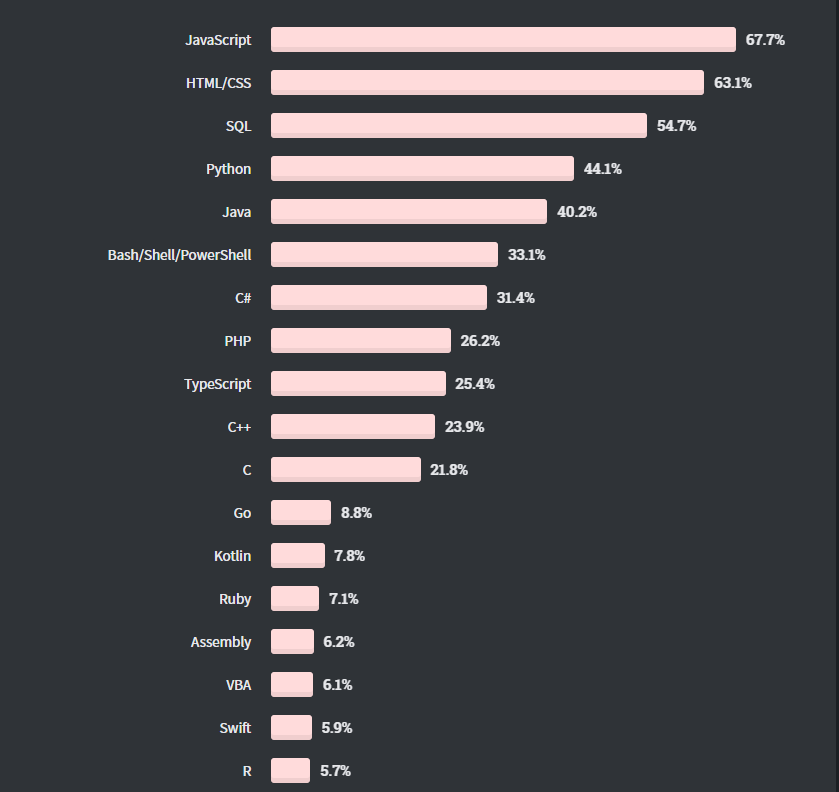 JavaScript 67.7%
HTML/CSS 63.1%
SQL 54.7%
Python 44.1%
Java 40.2%
Bash/Shell/PowerShell 33.1%
C# 31.4%
PHP 26.2%
TypeScript 25.4%
C++ 23.9%
C 21.8%
Go 8.8%
Kotlin 7.8%
Ruby 7.1%
Assembly 6.2%
VBA 6.1%
Swift 5.9%
R 5.7%